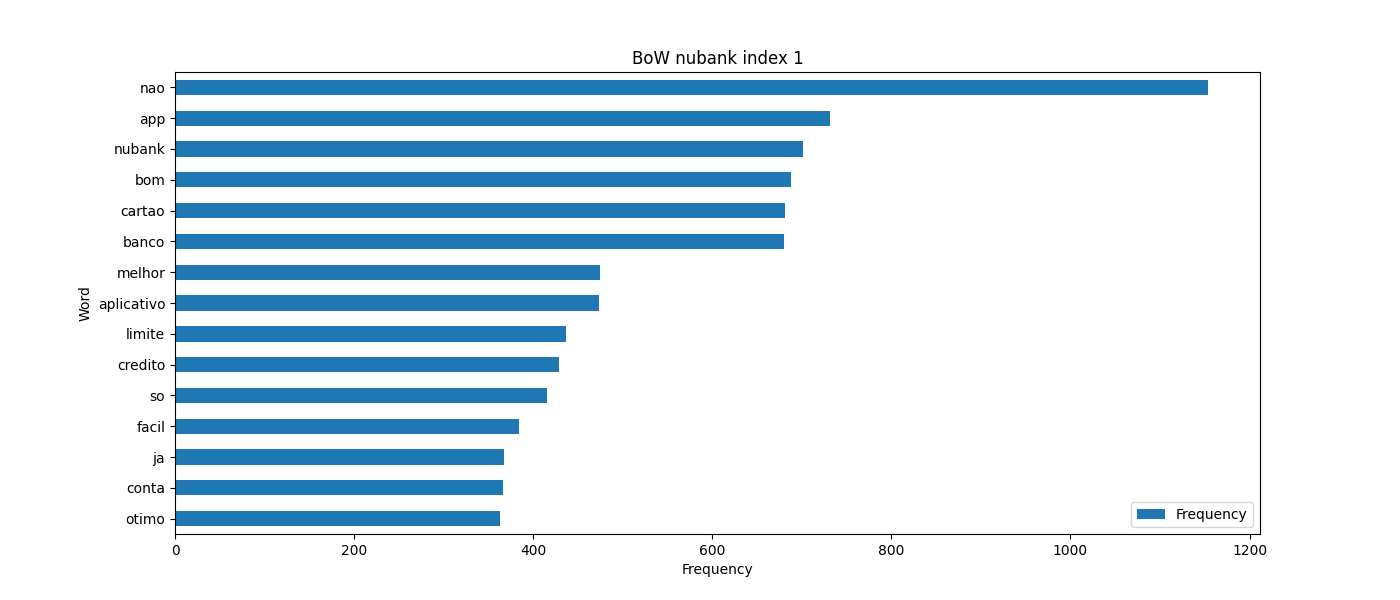 BoW nubank index 1
nao
app
nubank
bom
cartao
banco
melhor
aplicativo
limite
credito
so
facil
ja
conta
otimo
Word
0 200 400 600 800 1000 1200
Frequency
Frequency